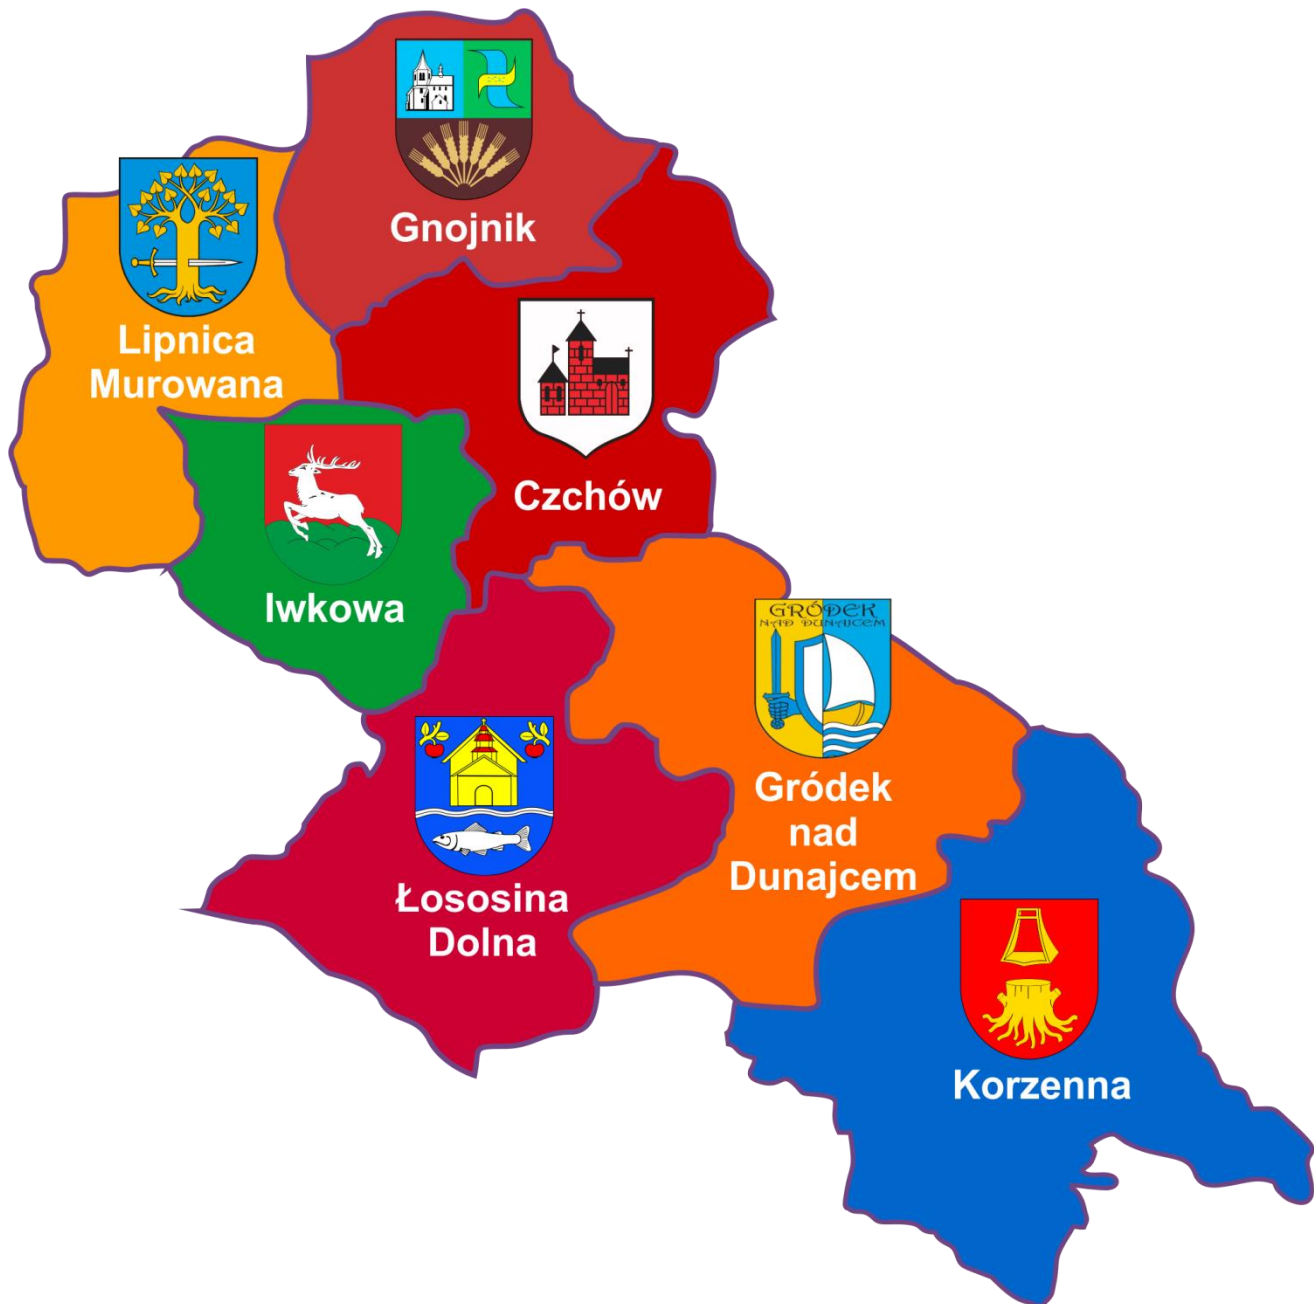 Gnojnik
Lipnica
Murowana
Czchów
Iwkowa
GRÓDEK
NAD DUNAJCEM
Gródek
nad
Dunajcem
Łososina
Dolna
Korzenna